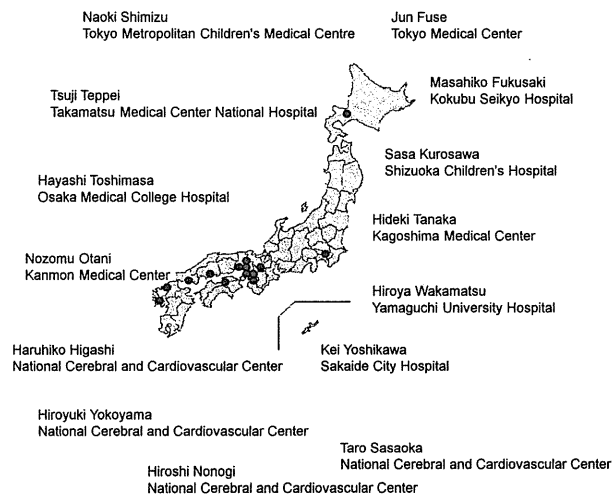 Naoki Shimizu
Tokyo Metropolitan Children's Medical Centre
Jun Fuse
Tokyo Medical Center
Masahiko Fukusaki
Kokubu Seikyo Hospital
Tsuji Teppei
Takamatsu Medical Center National Hospital
Sasa Kurosawa
Shizuoka Children's Hospital
Hayashi Toshimasa
Osaka Medical College Hospital
Hideki Tanaka
Kagoshima Medical Center
Nozomu Otani
Kanmon Medical Center
Hiroya Wakamatsu
Yamaguchi University Hospital
Haruhiko Higashi
National Cerebral and Cardiovascular Center
Kei Yoshikawa
Sakaide City Hospital
Hiroyuki Yokoyama
National Cerebral and Cardiovascular Center
Taro Sasaoka
National Cerebral and Cardiovascular Center
Hiroshi Nonogi
National Cerebral and Cardiovascular Center